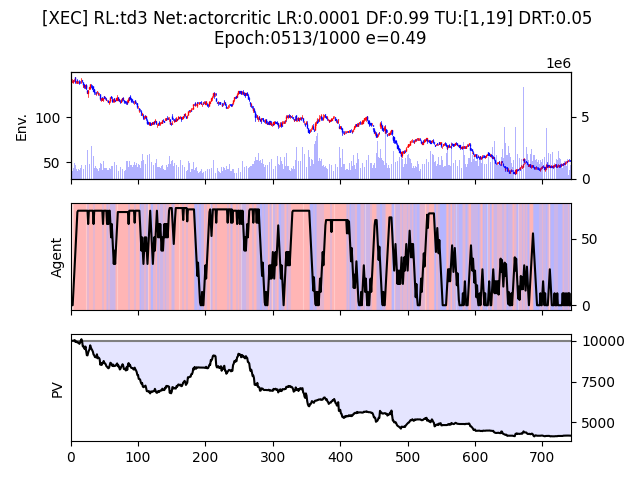 [XEC] RL:td3 Net:actorcritic LR:0.0001 DF:0.99 TU:[1,19] DRT:0.05
Epoch:0513/1000 e=0.49
1e6
Env.
100
50
5
0
Agent
50
0
PV
10000
7500
5000
0 100 200 300 400 500 600 700